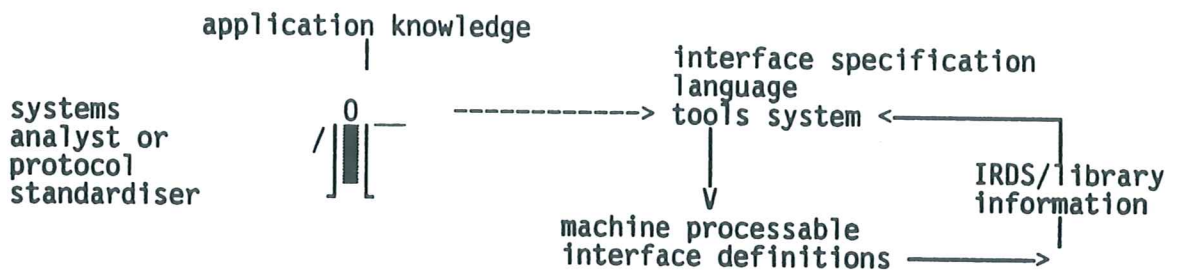 application knowledge
systems
analyst or
protocol
standardiser
interface specification
language
tools system
IRDS/library
information
machine processable
interface definitions